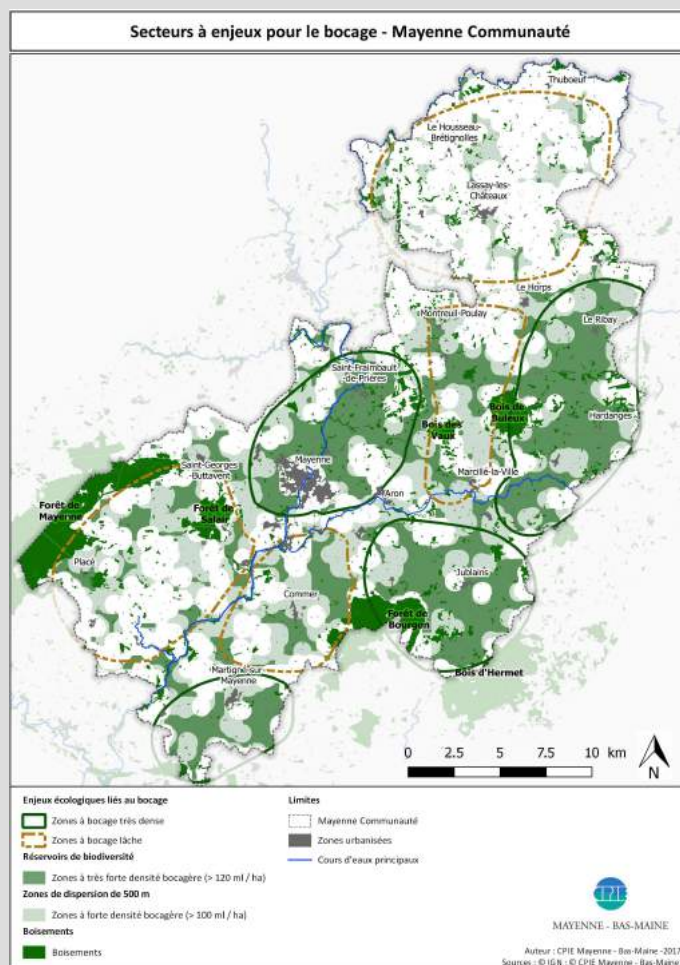 Secteurs à enjeux pour le bocage - Mayenne Communauté
Thuboeuf
Le Housseau-
Brétignolles
Lassay-les-
Châteaux
Le Horps
Montreuil-Poulay
Le Ribay
Saint-Fraimbault
-de-Prières
Bois de
Buleux
Hardanges
Bois des
Vaux
Mayenne
Marcillé-la-Ville
Saint-Georges
-Buttavent
Aron
Forêt de
Mayenne
Forêt de
Salair
Placé
Jublains
Commer
Forêt de
Bourgon
Bois d'Hermet
Martigné-sur-
Mayenne
0 2.5 5 7.5 10 km
N
Enjeux écologiques liés au bocage
Zones à bocage très dense
Zones à bocage lâche
Réservoirs de biodiversité
Zones à très forte densité bocagère (> 120 ml / ha)
Zones de dispersion de 500 m
Zones à forte densité bocagère (> 100 ml / ha)
Boisements
Boisements
Limites
Mayenne Communauté
Zones urbanisées
Cours d'eaux principaux
CPIE
MAYENNE - BAS-MAINE
Auteur : CPIE Mayenne - Bas-Maine -2017
Sources : © IGN ; © CPIE Mayenne - Bas-Maine